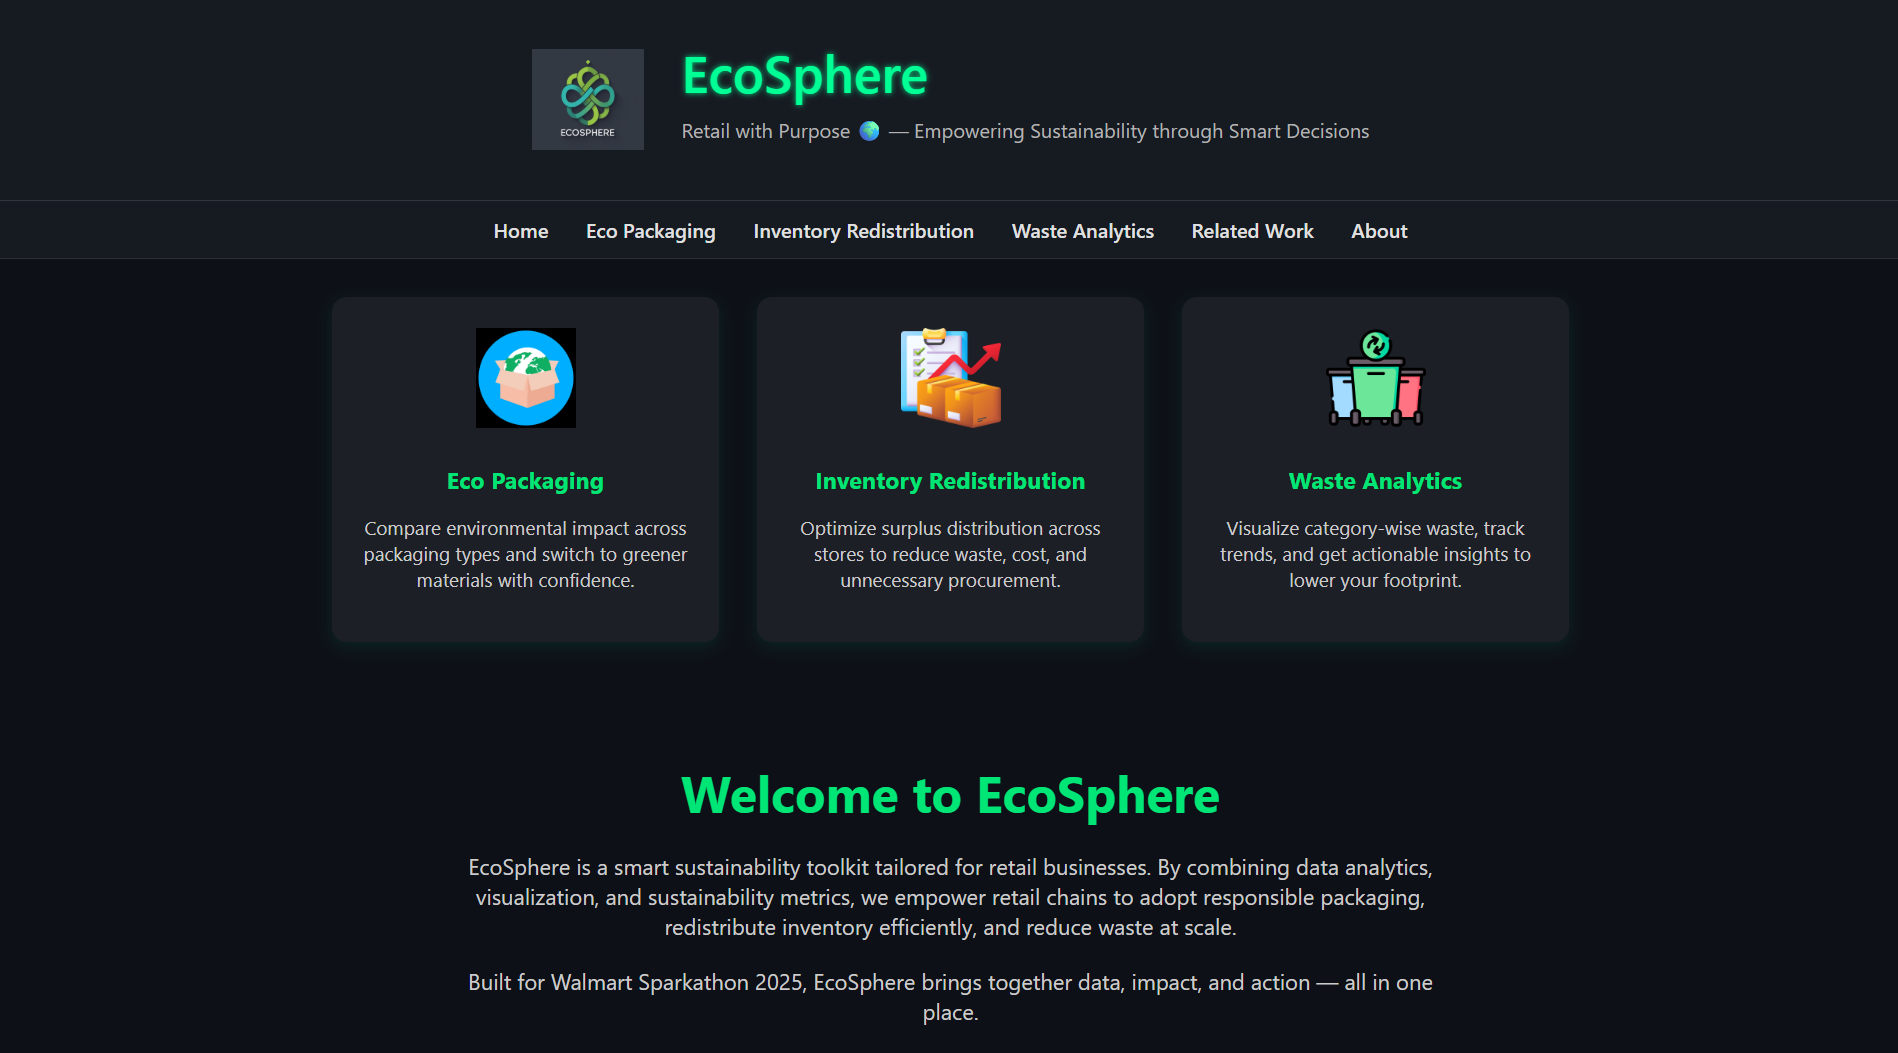 ECOSPHERE
EcoSphere
Retail with Purpose 🌍 — Empowering Sustainability through Smart Decisions
Home Eco Packaging Inventory Redistribution Waste Analytics Related Work About
Eco Packaging
Compare environmental impact across
packaging types and switch to greener
materials with confidence.
Inventory Redistribution
Optimize surplus distribution across
stores to reduce waste, cost, and
unnecessary procurement.
Waste Analytics
Visualize category-wise waste, track
trends, and get actionable insights to
lower your footprint.
Welcome to EcoSphere
EcoSphere is a smart sustainability toolkit tailored for retail businesses. By combining data analytics,
visualization, and sustainability metrics, we empower retail chains to adopt responsible packaging,
redistribute inventory efficiently, and reduce waste at scale.
Built for Walmart Sparkathon 2025, EcoSphere brings together data, impact, and action — all in one
place.